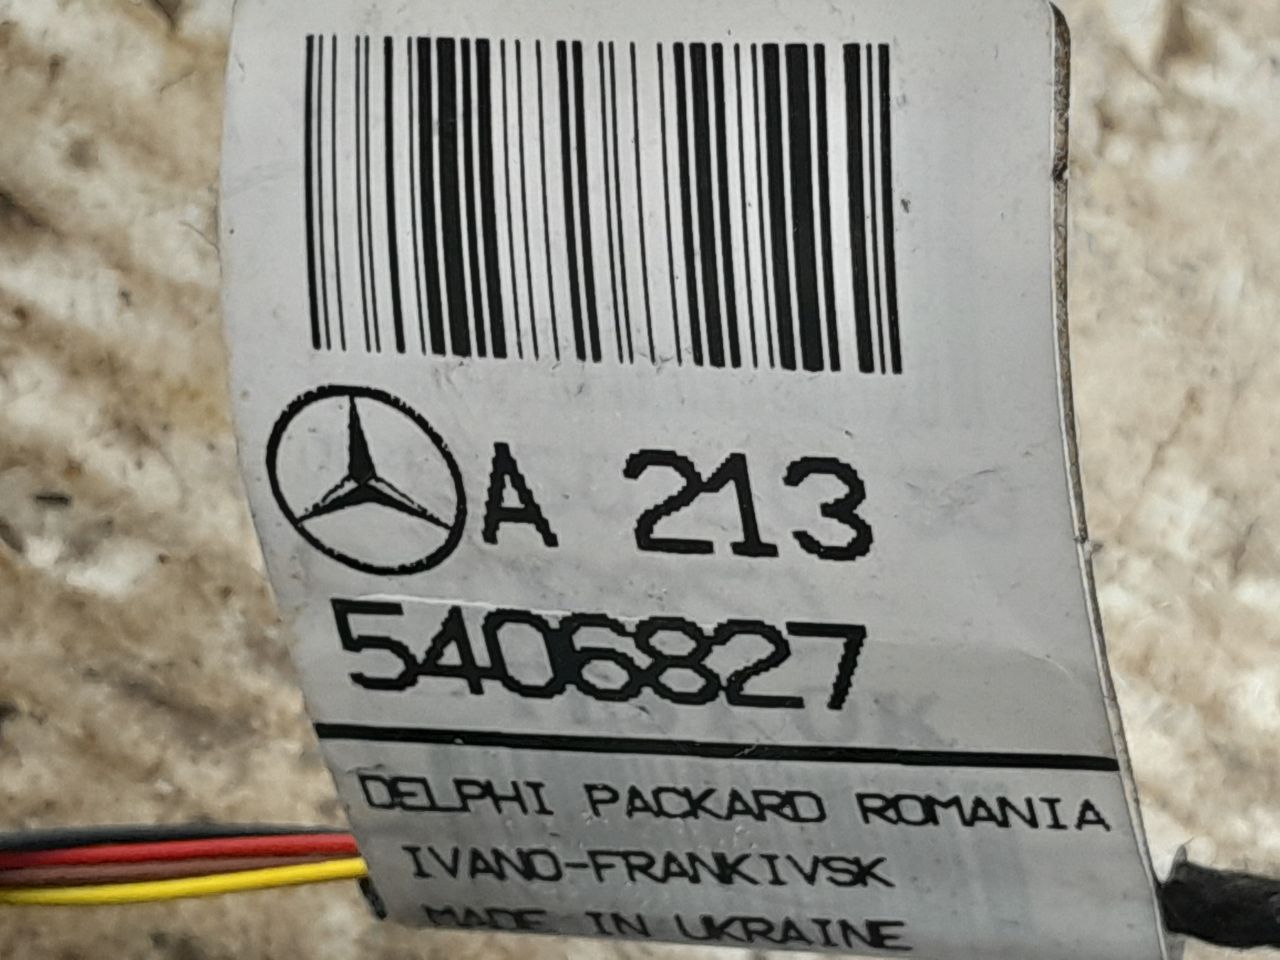 A 213
5406827
DELPHI PACKARD ROMANIA
IVANO-FRANKIVSK
MADE IN UKRAINE